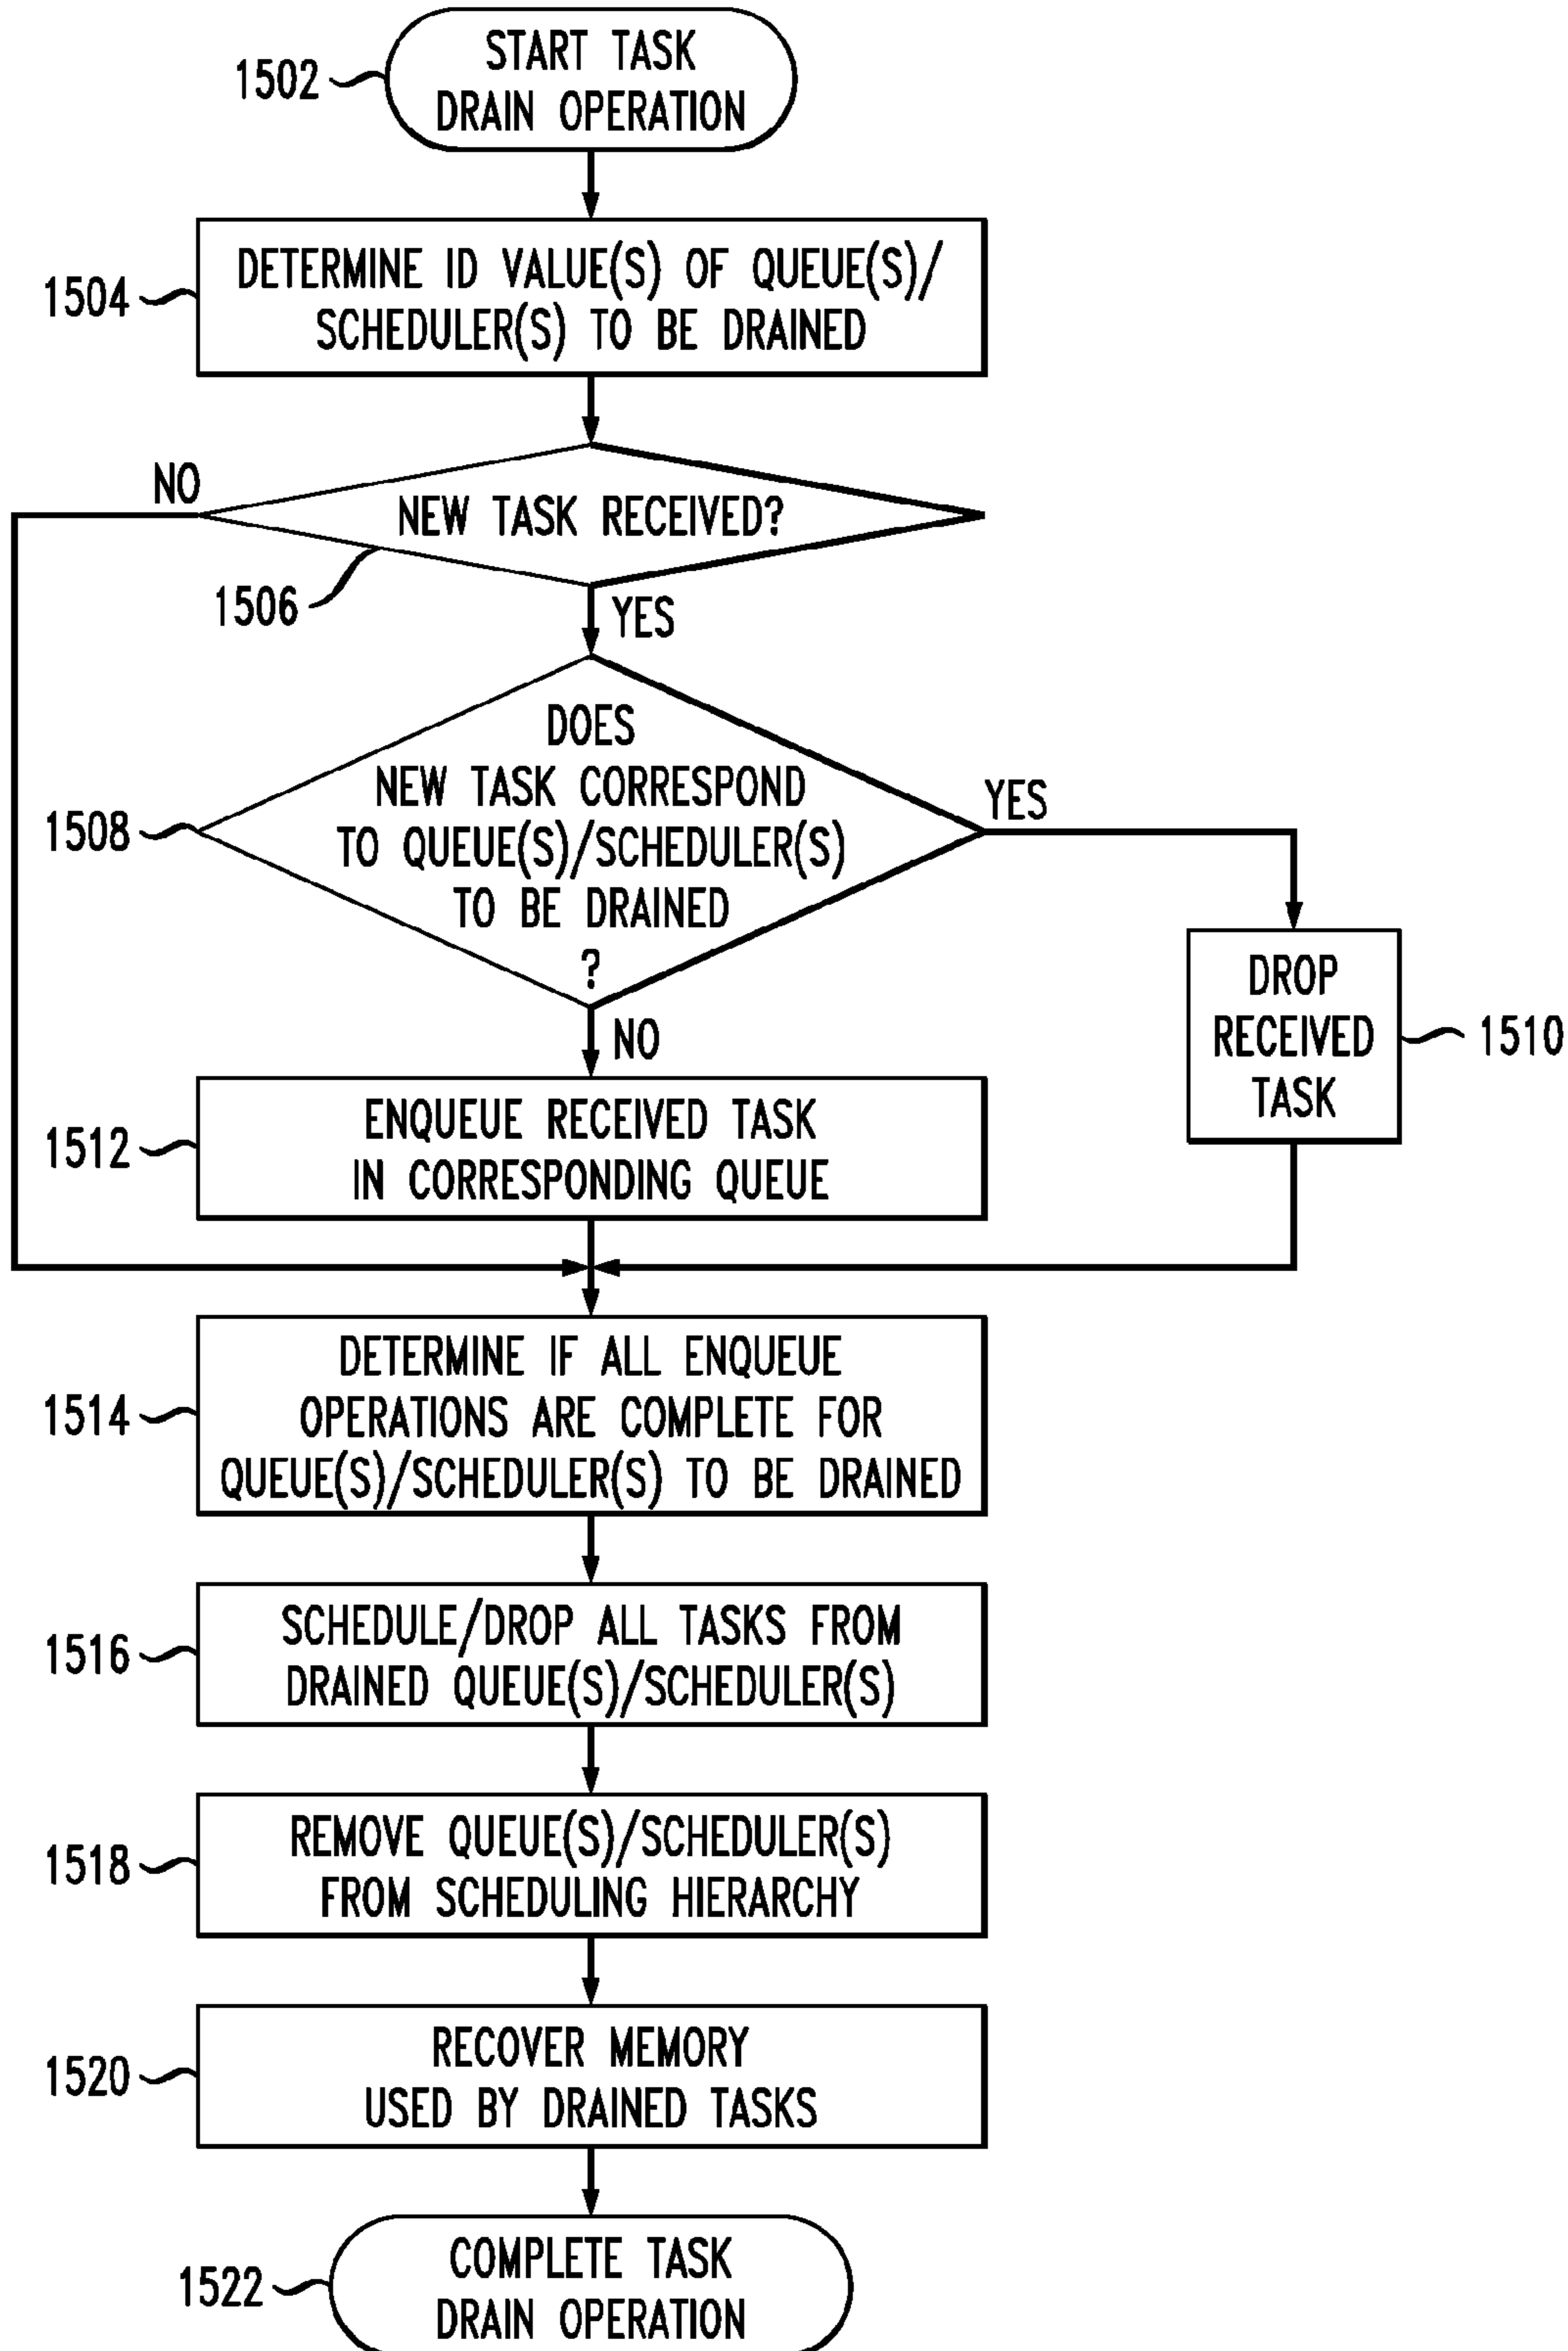 START TASK
DRAIN OPERATION
1502
DETERMINE ID VALUE(S) OF QUEUE(S)/
SCHEDULER(S) TO BE DRAINED
1504
NO
NEW TASK RECEIVED?
1506
YES
DOES
NEW TASK CORRESPOND
TO QUEUE(S)/SCHEDULER(S)
TO BE DRAINED
?
1508
YES
DROP
RECEIVED
TASK
1510
NO
ENQUEUE RECEIVED TASK
IN CORRESPONDING QUEUE
1512
DETERMINE IF ALL ENQUEUE
OPERATIONS ARE COMPLETE FOR
QUEUE(S)/SCHEDULER(S) TO BE DRAINED
1514
SCHEDULE/DROP ALL TASKS FROM
DRAINED QUEUE(S)/SCHEDULER(S)
1516
REMOVE QUEUE(S)/SCHEDULER(S)
FROM SCHEDULING HIERARCHY
1518
RECOVER MEMORY
USED BY DRAINED TASKS
1520
COMPLETE TASK
DRAIN OPERATION
1522